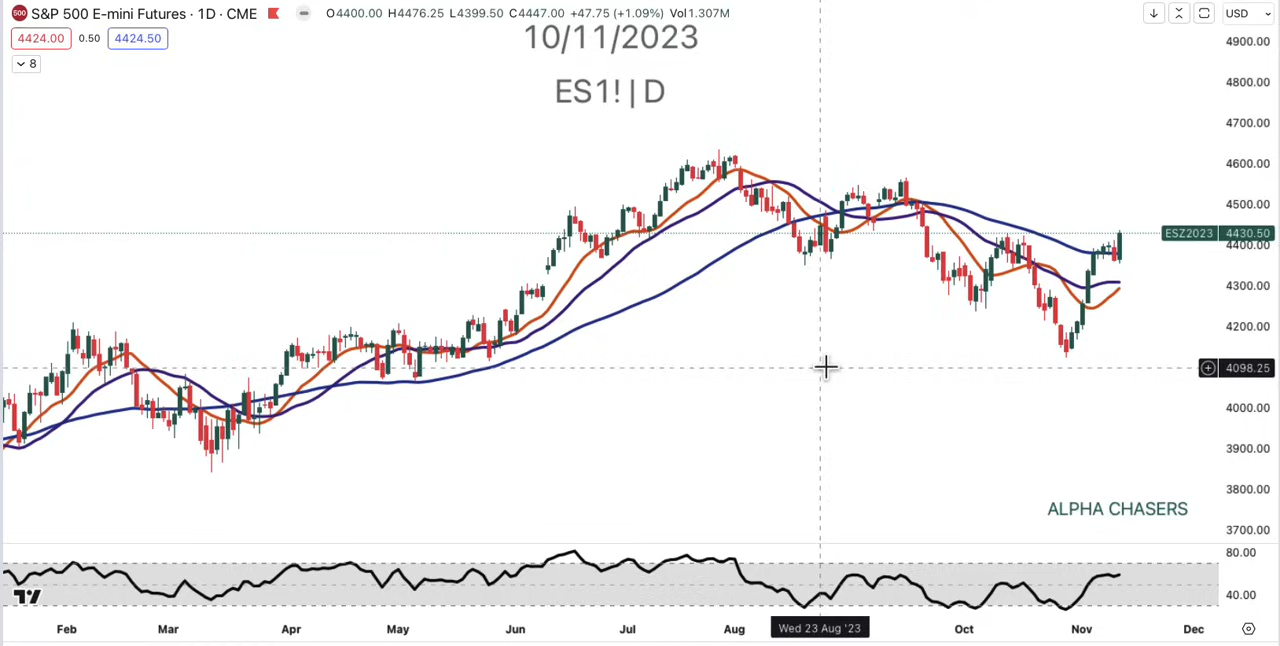 500 S&P 500 E-mini Futures · 1D · CME O4400.00 H4476.25 L4399.50 C4447.00 +47.75 (+1.09%) Vol1.307M USD
4424.00 0.50 4424.50
8
10/11/2023
ES1! | D
4900.00
4800.00
4700.00
4600.00
4500.00
ESZ2023 4430.50
4400.00
4300.00
4200.00
4098.25
4000.00
3900.00
3800.00
ALPHA CHASERS
3700.00
80.00
40.00
Feb Mar Apr May Jun Jul Aug Wed 23 Aug '23 Oct Nov Dec